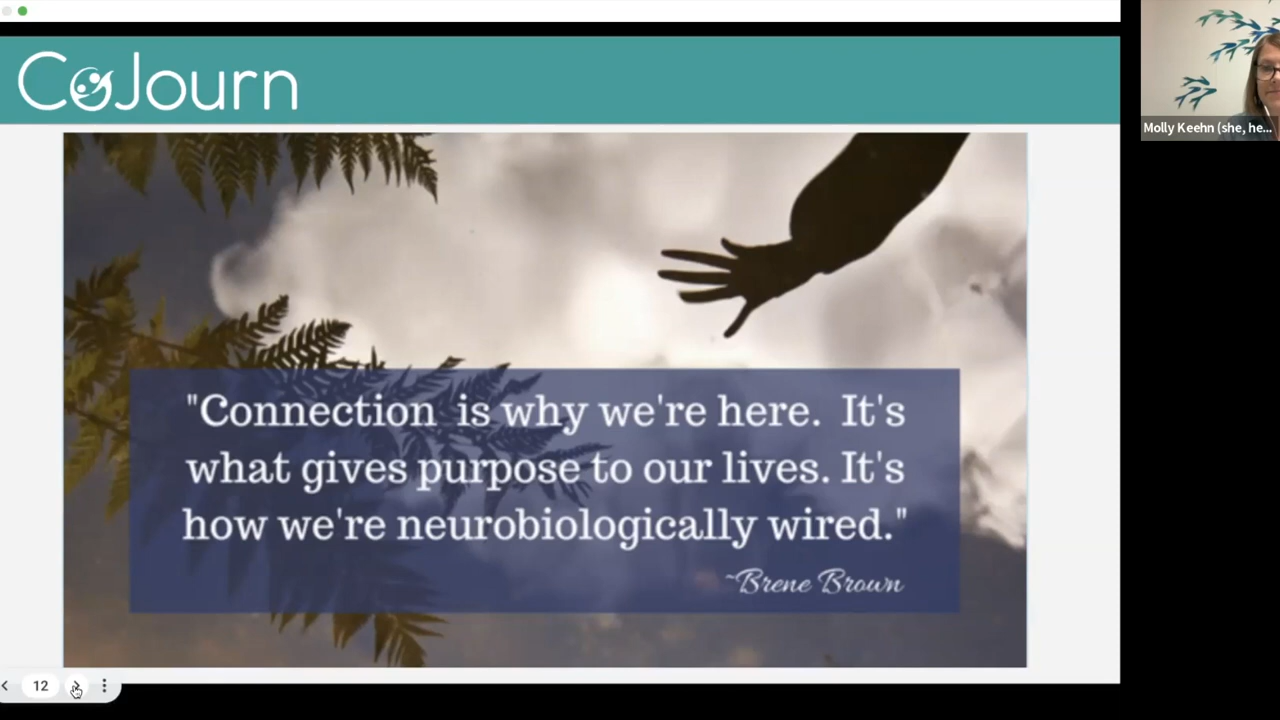 CoJourn
Molly Keehn (she, he...
"Connection is why we're here. It's
what gives purpose to our lives. It's
how we're neurobiologically wired."
~Brene Brown
12